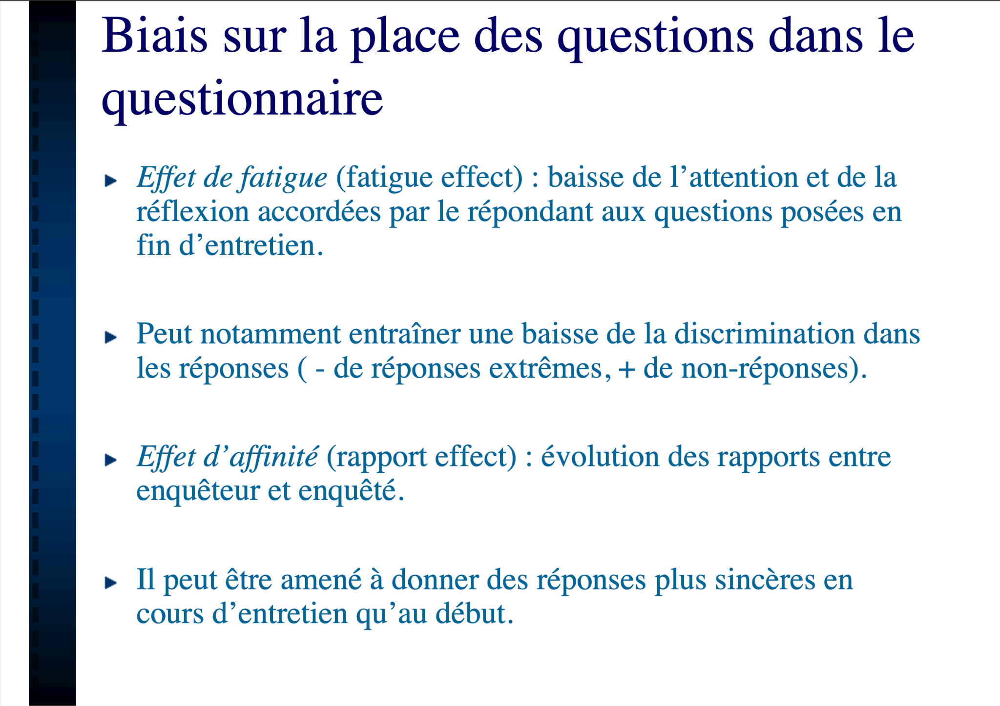 Biais sur la place des questions dans le
questionnaire
Effet de fatigue (fatigue effect) : baisse de l’attention et de la
réflexion accordées par le répondant aux questions posées en
fin d’entretien.
Peut notamment entraîner une baisse de la discrimination dans
les réponses ( - de réponses extrêmes, + de non-réponses).
Effet d’affinité (rapport effect) : évolution des rapports entre
enquêteur et enquêté.
Il peut être amené à donner des réponses plus sincères en
cours d’entretien qu’au début.